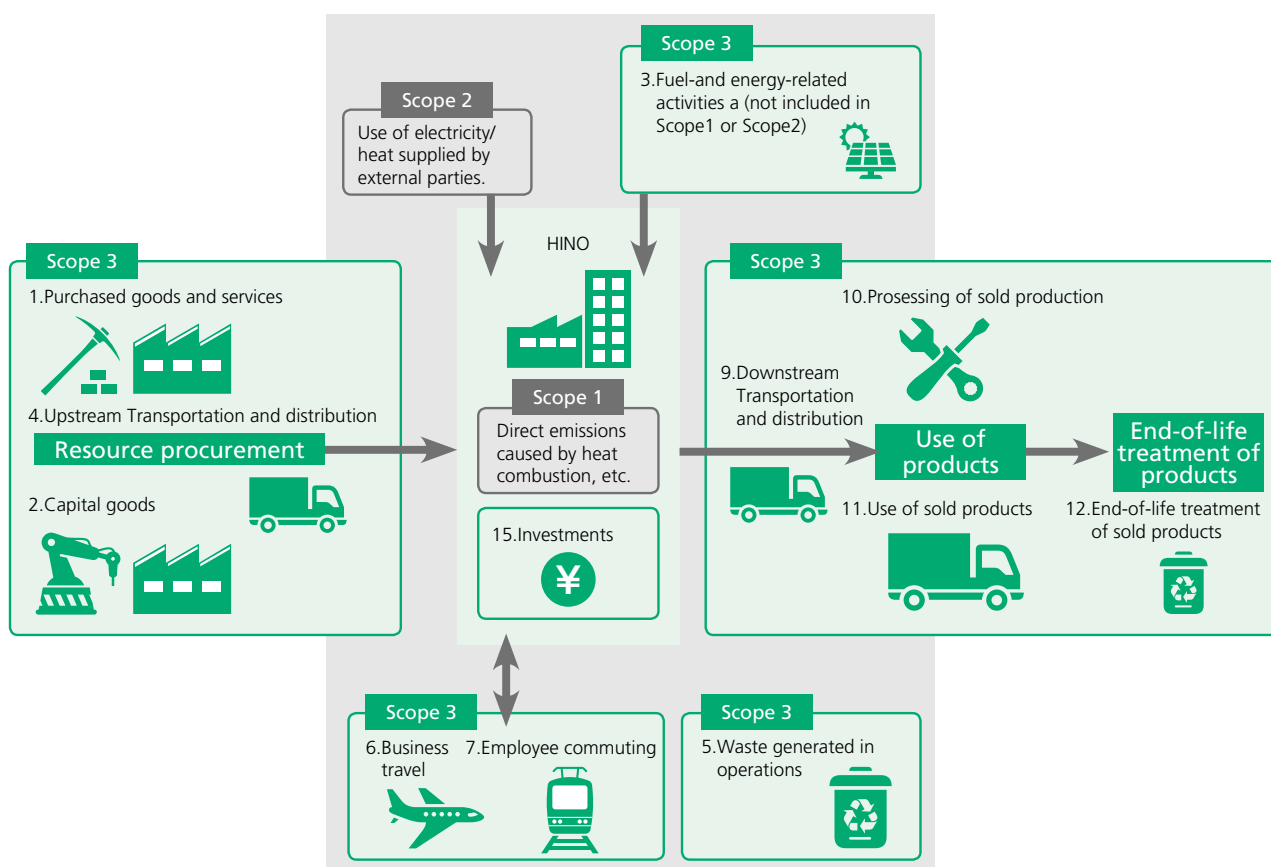 Scope 3
3.Fuel-and energy-related
activities a (not included in
Scope1 or Scope2)
Scope 2
Use of electricity/
heat supplied by
external parties.
HINO
Scope 3
1.Purchased goods and services
4.Upstream Transportation and distribution
Resource procurement
2.Capital goods
Scope 1
Direct emissions
caused by heat
combustion, etc.
15.Investments
¥
Scope 3
10.Prosessing of sold production
9.Downstream
Transportation
and distribution
Use of
products
End-of-life
treatment of
products
11.Use of sold products
12.End-of-life treatment
of sold products
Scope 3
6.Business
travel
7.Employee commuting
Scope 3
5.Waste generated in
operations